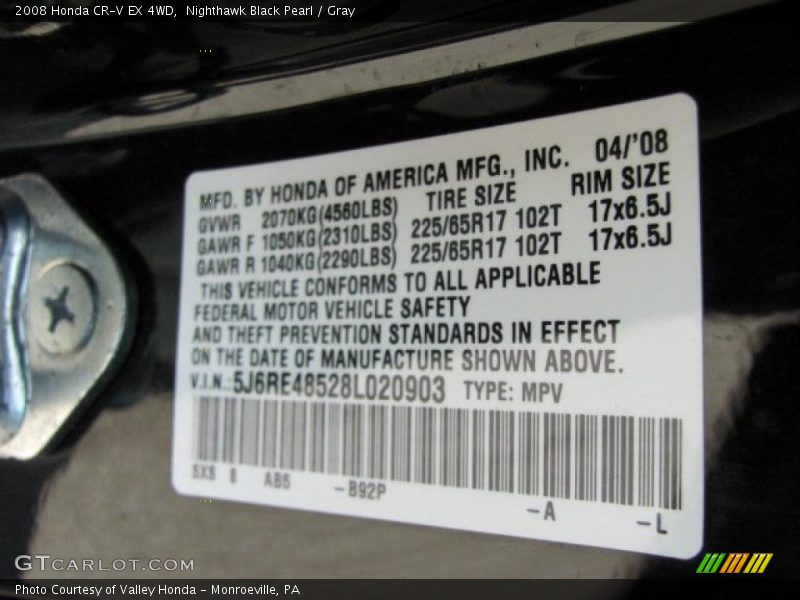 2008 Honda CR-V EX 4WD, Nighthawk Black Pearl / Gray
MFD. BY HONDA OF AMERICA MFG., INC. 04/'08
GVWR 2070KG(4560LBS) TIRE SIZE RIM SIZE
GAWR F 1050KG(2310LBS) 225/65R17 102T 17x6.5J
GAWR R 1040KG(2290LBS) 225/65R17 102T 17x6.5J
THIS VEHICLE CONFORMS TO ALL APPLICABLE
FEDERAL MOTOR VEHICLE SAFETY
AND THEFT PREVENTION STANDARDS IN EFFECT
ON THE DATE OF MANUFACTURE SHOWN ABOVE.
V.I.N.:5J6RE48528L020903 TYPE: MPV
AB5 -B92P -A -L
GTCARLOT.COM
Photo Courtesy of Valley Honda - Monroeville, PA